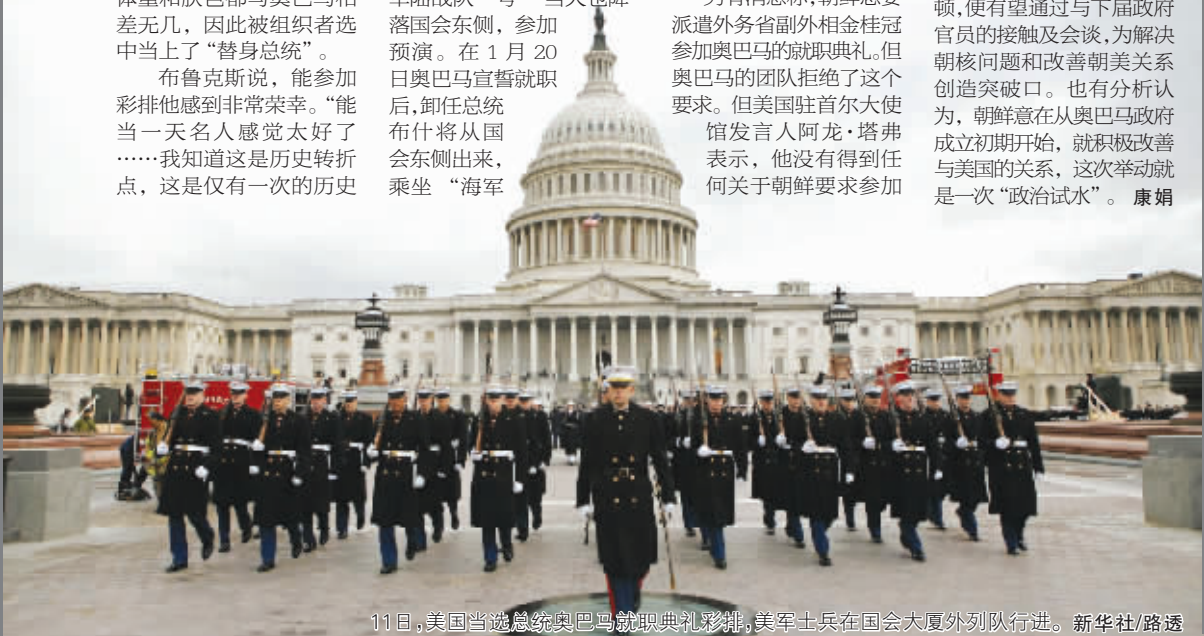 体重和肤色都与奥巴马相
差无几，因此被组织者选
中当上了“替身总统”。
布鲁克斯说，能参加
彩排他感到非常荣幸。“能
当一天名人感觉太好了
……我知道这是历史转折
点，这是仅有一次的历史
落国会东侧，参加
预演。在1月20
日奥巴马宣誓就职
后,卸任总统
布什将从国
会东侧出来，
乘坐 “海军
派遣外务省副外相金桂冠
参加奥巴马的就职典礼。但
奥巴马的团队拒绝了这个
要求。但美国驻首尔大使
馆发言人阿龙·塔弗
表示，他没有得到任
何关于朝鲜要求参加
顿,便有望通过与下届政府
官员的接触及会谈,为解决
朝核问题和改善朝美关系
创造突破口。也有分析认
为，朝鲜意在从奥巴马政府
成立初期开始，就积极改善
与美国的关系，这次举动就
是一次“政治试水”。 康娟
11日,美国当选总统奥巴马就职典礼彩排,美军士兵在国会大厦外列队行进。新华社/路透